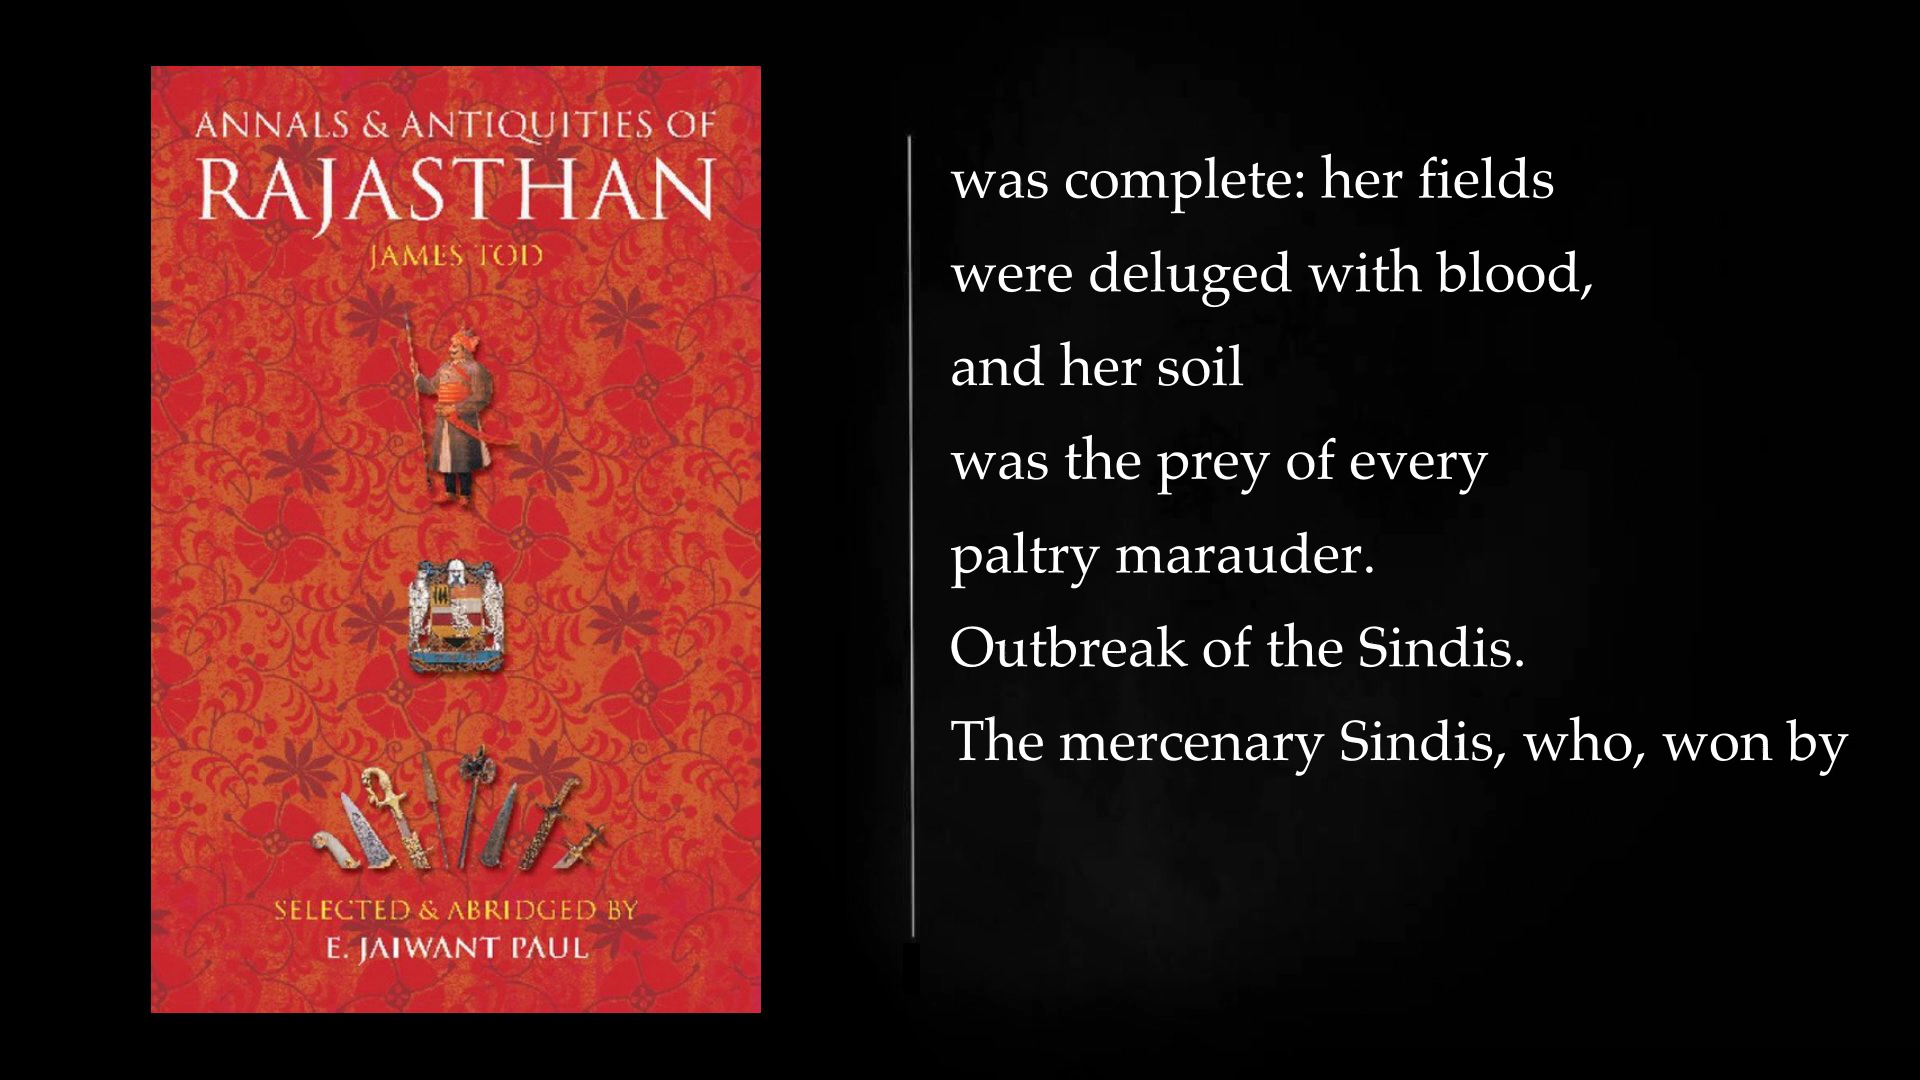 ANNALS & ANTIQUITIES OF
RAJASTHAN
JAMES TOD
SELECTED & ABRIDGED BY
E. JAIWANT PAUL
was complete: her fields
were deluged with blood,
and her soil
was the prey of every
paltry marauder.
Outbreak of the Sindis.
The mercenary Sindis, who, won by